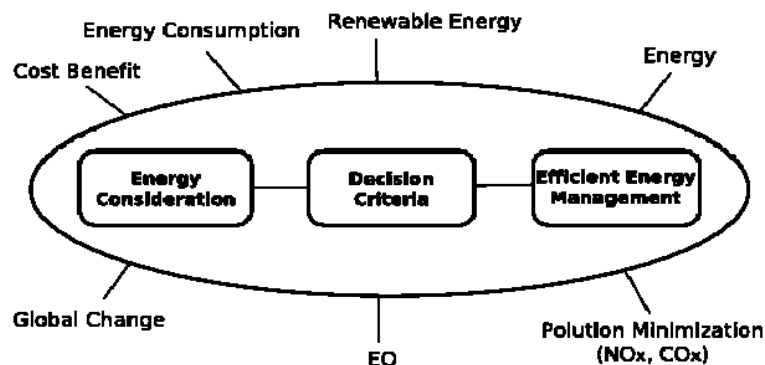 Renewable Energy
Energy Consumption
Energy
Cost Benefit
Energy
Consideration
Decision
Criteria
Efficient Energy
Management
Global Change
EQ
Polution Minimization
(NOx, COx)